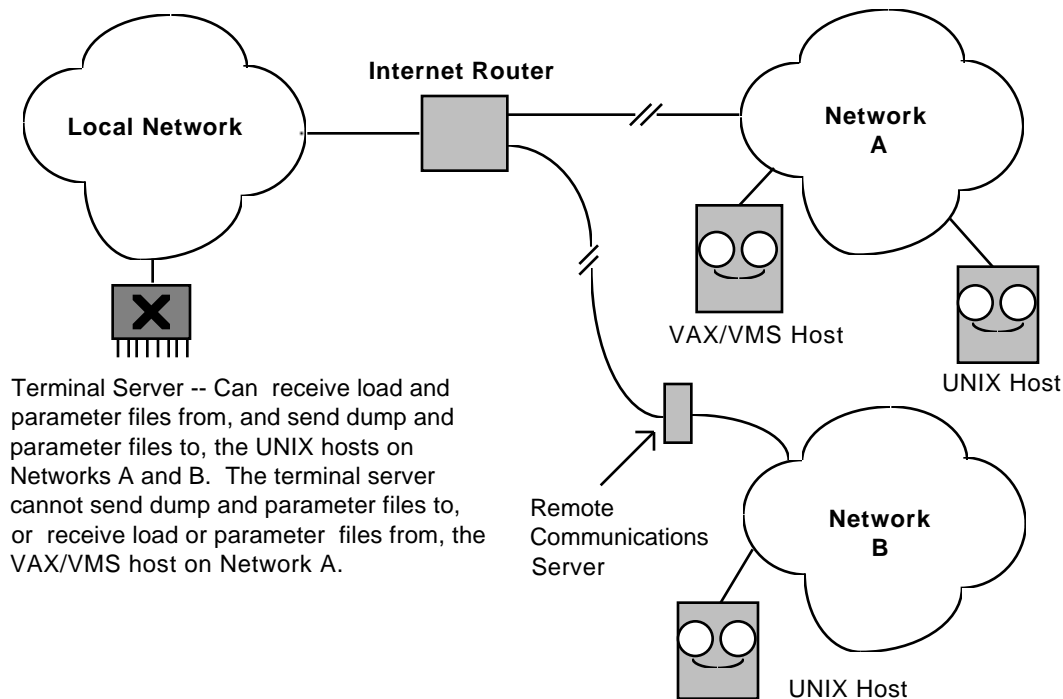 Internet Router
Local Network
Network
A
VAX/VMS Host
UNIX Host
Terminal Server -- Can receive load and
parameter files from, and send dump and
parameter files to, the UNIX hosts on
Networks A and B. The terminal server
cannot send dump and parameter files to,
or receive load or parameter files from, the
VAX/VMS host on Network A.
Remote
Communications
Server
Network
B
UNIX Host